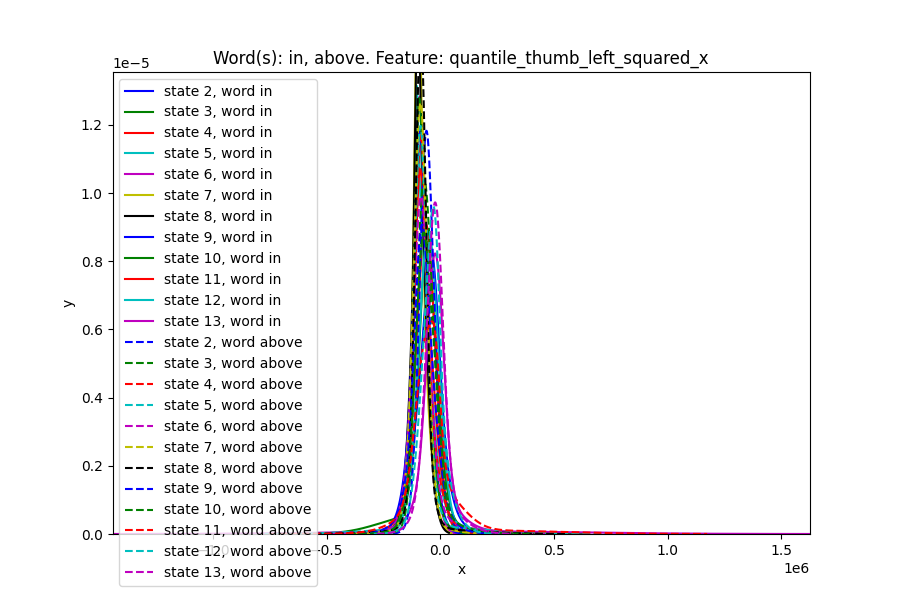 Word(s): in, above. Feature: quantile_thumb_left_squared_x
1e−5
1.2
1.0
0.8
0.6
0.4
0.2
0.0
y
state 2, word in
state 3, word in
state 4, word in
state 5, word in
state 6, word in
state 7, word in
state 8, word in
state 9, word in
state 10, word in
state 11, word in
state 12, word in
state 13, word in
state 2, word above
state 3, word above
state 4, word above
state 5, word above
state 6, word above
state 7, word above
state 8, word above
state 9, word above
state 10, word above
state 11, word above
state 12, word above
state 13, word above
−1.0 −0.5 0.0 0.5 1.0 1.5
x
1e6